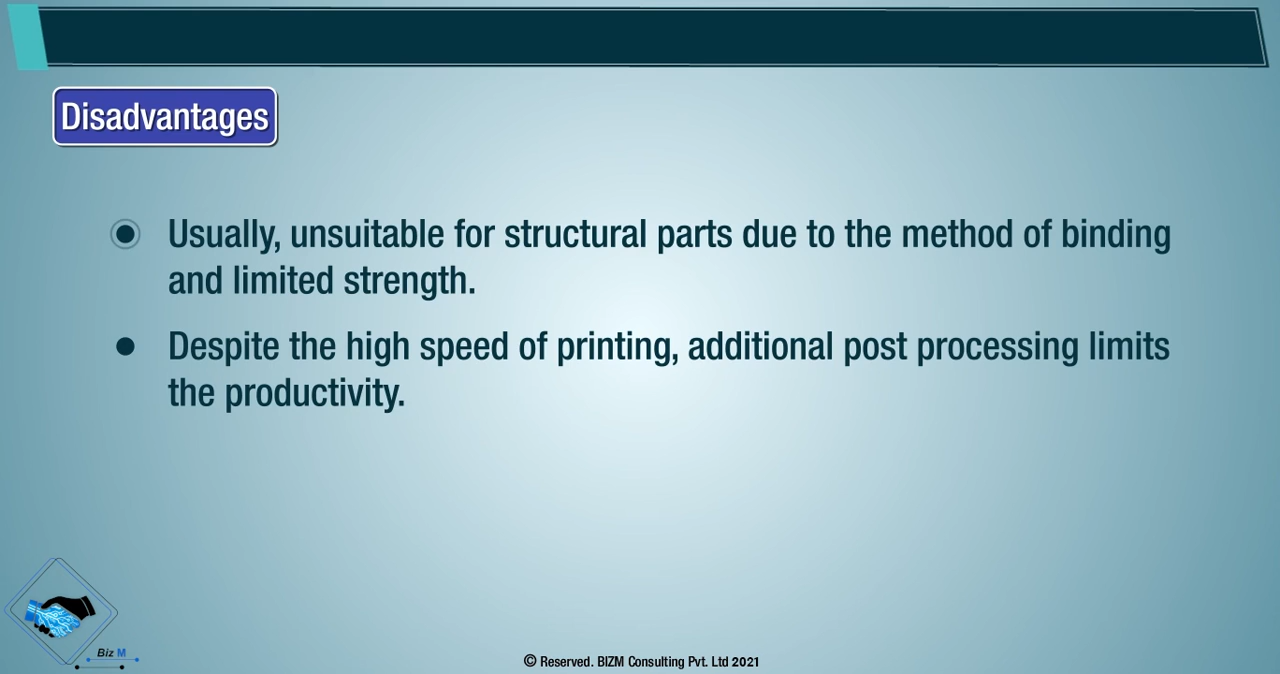 Disadvantages
Usually, unsuitable for structural parts due to the method of binding
and limited strength.
Despite the high speed of printing, additional post processing limits
the productivity.
Biz M
© Reserved. BIZM Consulting Pvt. Ltd 2021